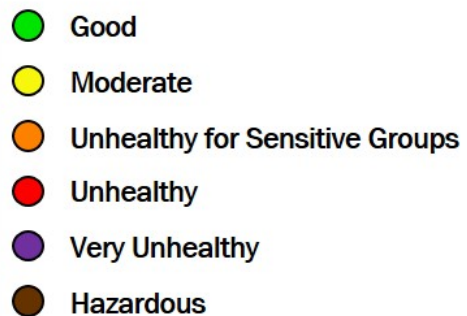 Good
Moderate
Unhealthy for Sensitive Groups
Unhealthy
Very Unhealthy
Hazardous